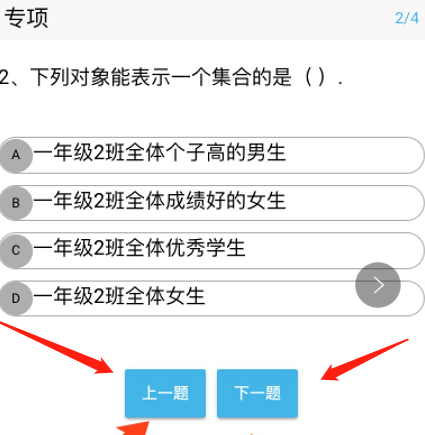 专项
2/4
2、下列对象能表示一个集合的是（ ）.
A 一年级2班全体个子高的男生
B 一年级2班全体成绩好的女生
C 一年级2班全体优秀学生
D 一年级2班全体女生
上一题 下一题